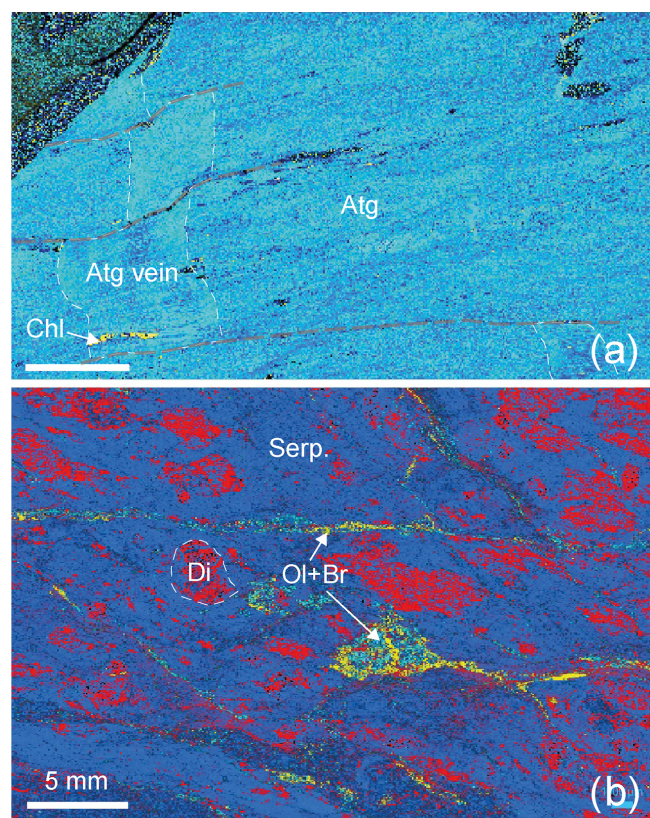 Atg
Atg vein
Chl
(a)
Serp.
Di
Ol+Br
5 mm
(b)